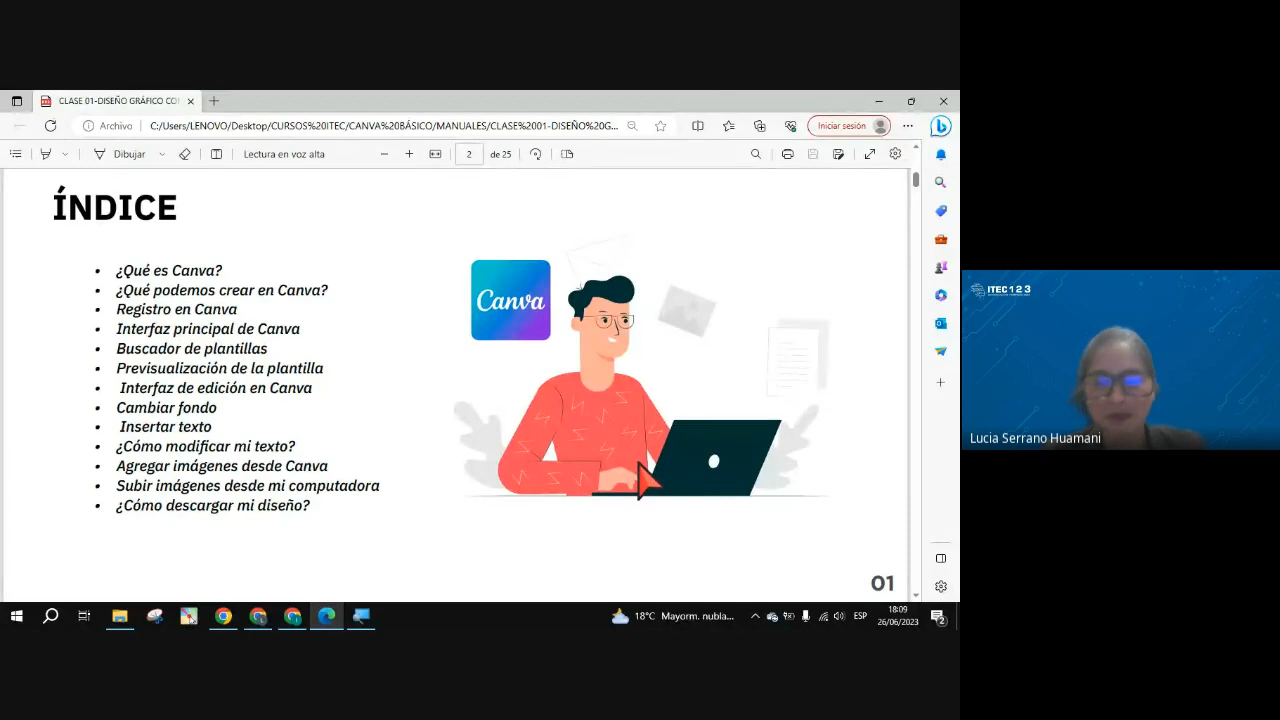 CLASE 01-DISEÑO GRÁFICO CO
Archivo
C:/Users/LENOVO/Desktop/CURSOS%20ITEC/CANVA%20BÁSICO/MANUALES/CLASE%2001-DISEÑO%20G...
Iniciar sesión
Dibujar
Lectura en voz alta
2
de 25
ÍNDICE
• ¿Qué es Canva?
• ¿Qué podemos crear en Canva?
• Registro en Canva
• Interfaz principal de Canva
• Buscador de plantillas
• Previsualización de la plantilla
• Interfaz de edición en Canva
• Cambiar fondo
• Insertar texto
• ¿Cómo modificar mi texto?
• Agregar imágenes desde Canva
• Subir imágenes desde mi computadora
• ¿Cómo descargar mi diseño?
Canva
01
ITEC 1 2 3
Lucia Serrano Huamani
18°C Mayorm. nubla...
ESP
18:09
26/06/2023
2